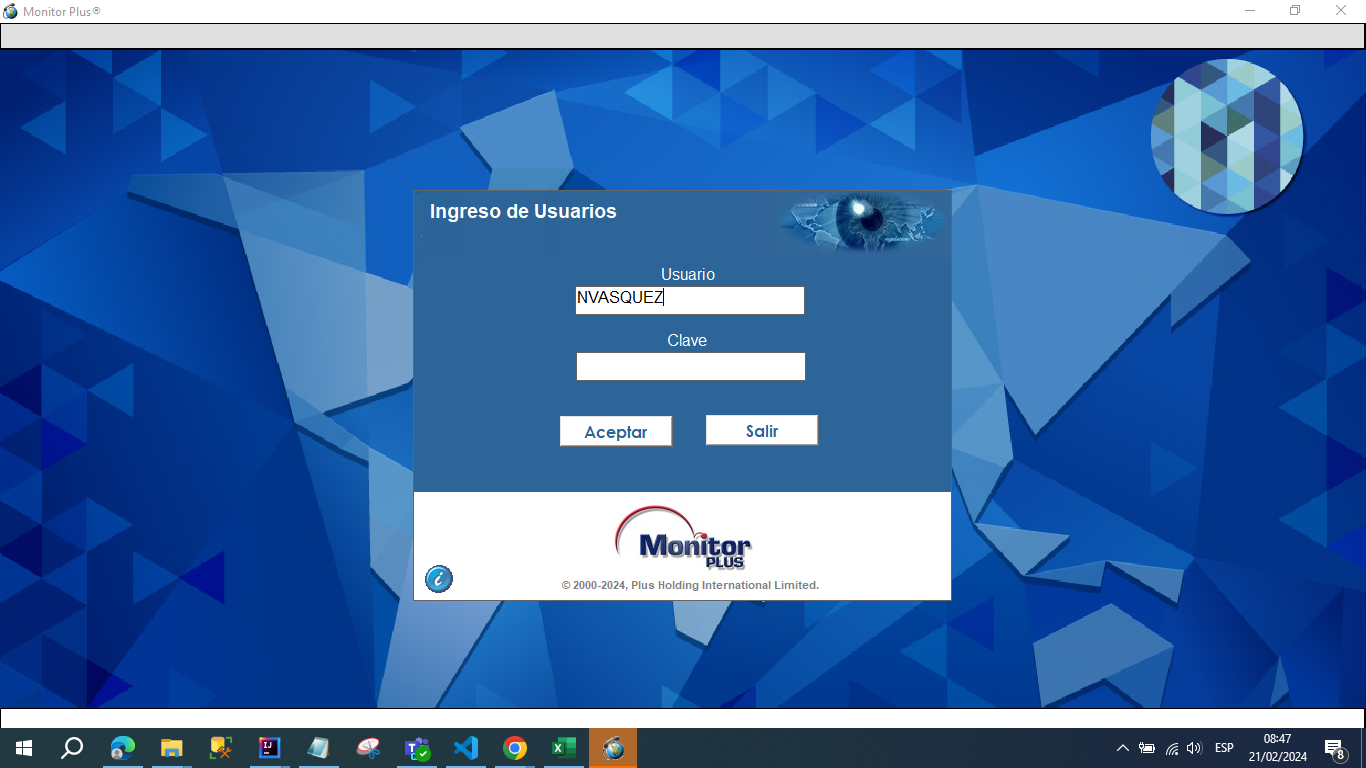 Monitor Plus®
Ingreso de Usuarios
Usuario
NVASQUEZ
Clave
Aceptar
Salir
Monitor
PLUS
© 2000-2024, Plus Holding International Limited.
ESP
08:47
21/02/2024
8